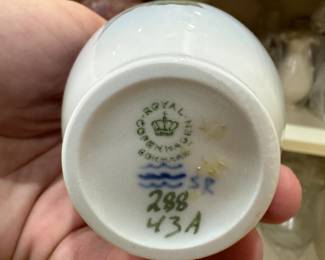 ROYAL
COPENHAGEN
DENMARK
SR
288
43A